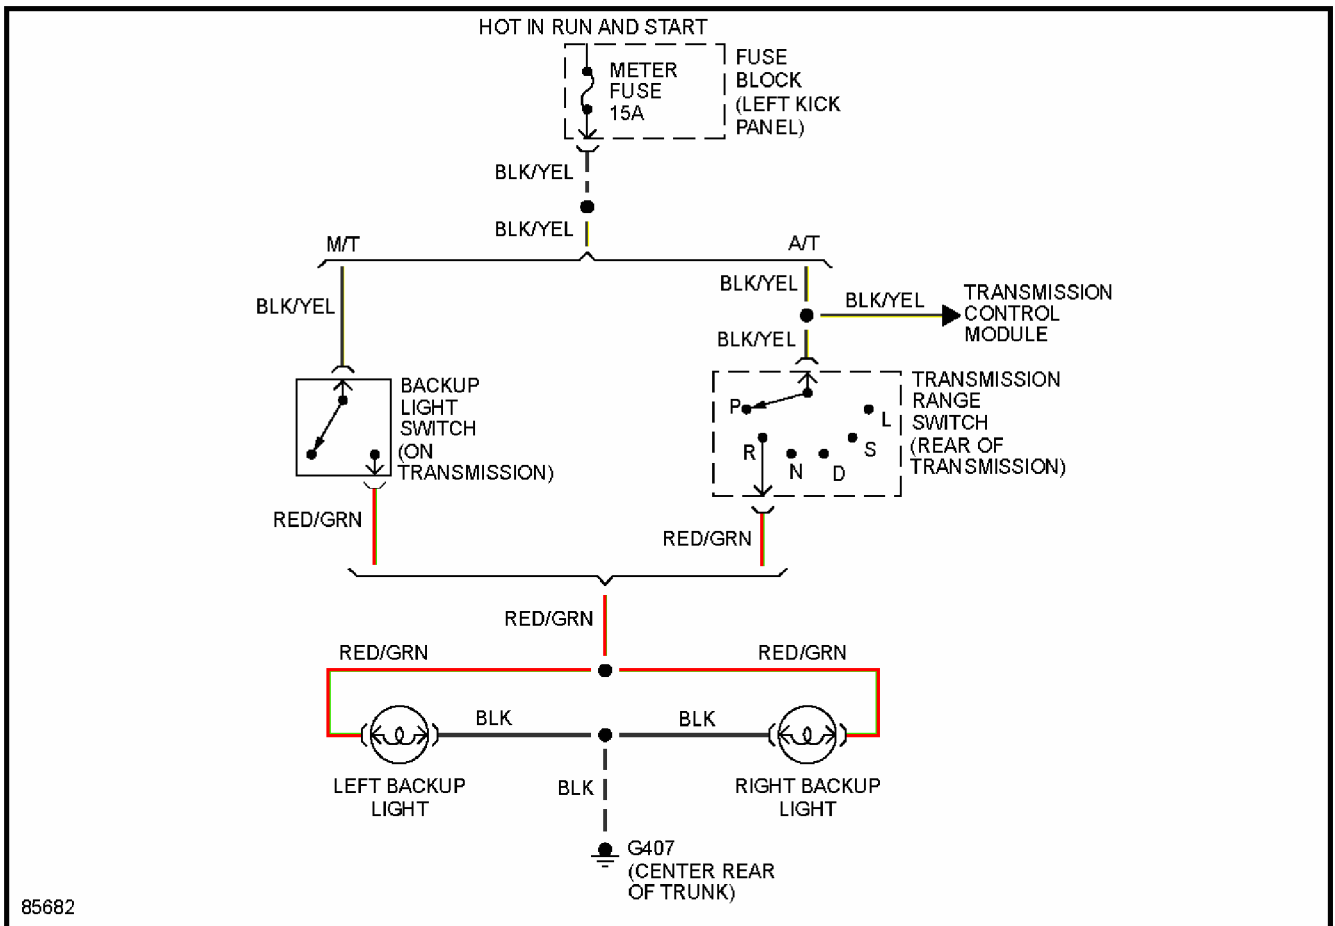 HOT IN RUN AND START
METER
FUSE
15A
FUSE
BLOCK
(LEFT KICK
PANEL)
BLK/YEL
BLK/YEL
M/T
A/T
BLK/YEL
BLK/YEL
BLK/YEL
BLK/YEL
TRANSMISSION
CONTROL
MODULE
BACKUP
LIGHT
SWITCH
(ON
TRANSMISSION)
P
R
N
D
S
L
TRANSMISSION
RANGE
SWITCH
(REAR OF
TRANSMISSION)
RED/GRN
RED/GRN
RED/GRN
RED/GRN
RED/GRN
BLK
BLK
LEFT BACKUP
LIGHT
RIGHT BACKUP
LIGHT
BLK
G407
(CENTER REAR
OF TRUNK)
85682